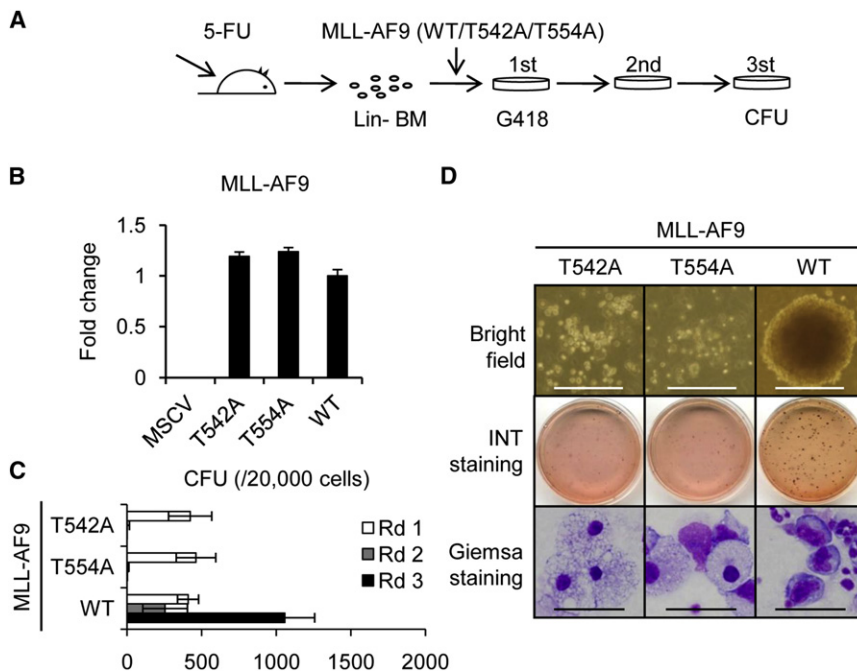 A
5-FU
MLL-AF9 (WT/T542A/T554A)
1st
2nd
3st
Lin- BM
G418
CFU
B
MLL-AF9
Fold change
1.5
1
0.5
0
MSCV
T542A
T554A
WT
C
CFU (/20,000 cells)
MLL-AF9
T542A
T554A
WT
Rd 1
Rd 2
Rd 3
0
500
1000
1500
2000
D
MLL-AF9
T542A
T554A
WT
Bright
field
INT
staining
Giemsa
staining